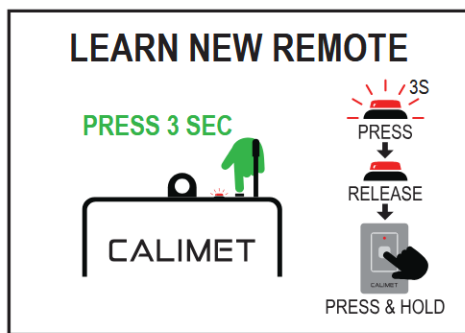 LEARN NEW REMOTE
PRESS 3 SEC
CALIMET
3S
PRESS
RELEASE
CALIMET
PRESS & HOLD